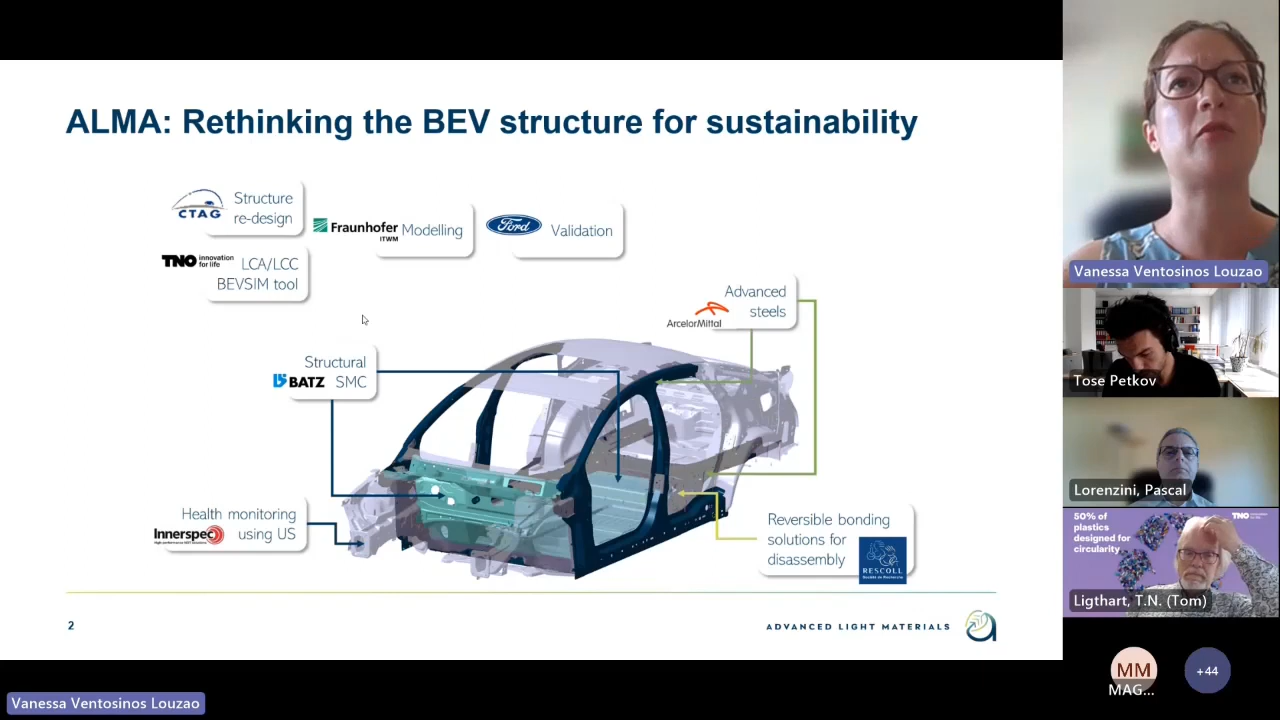 ALMA: Rethinking the BEV structure for sustainability
CTAG
Structure
re-design
Fraunhofer
ITWM
Modelling
Ford
Validation
TNO innovation
for life
LCA/LCC
BEVSIM tool
Advanced
steels
ArcelorMittal
Structural
BATZ SMC
Health monitoring
using US
Innerspec
Reversible bonding
solutions for
disassembly
RESCOLL
2
ADVANCED LIGHT MATERIALS
Vanessa Ventosinos Louzao
Vanessa Ventosinos Louzao
Tose Petkov
Lorenzini, Pascal
50% of
plastics
designed for
circularity
TNO
Ligthart, T.N. (Tom)
MM
MAG...
+44